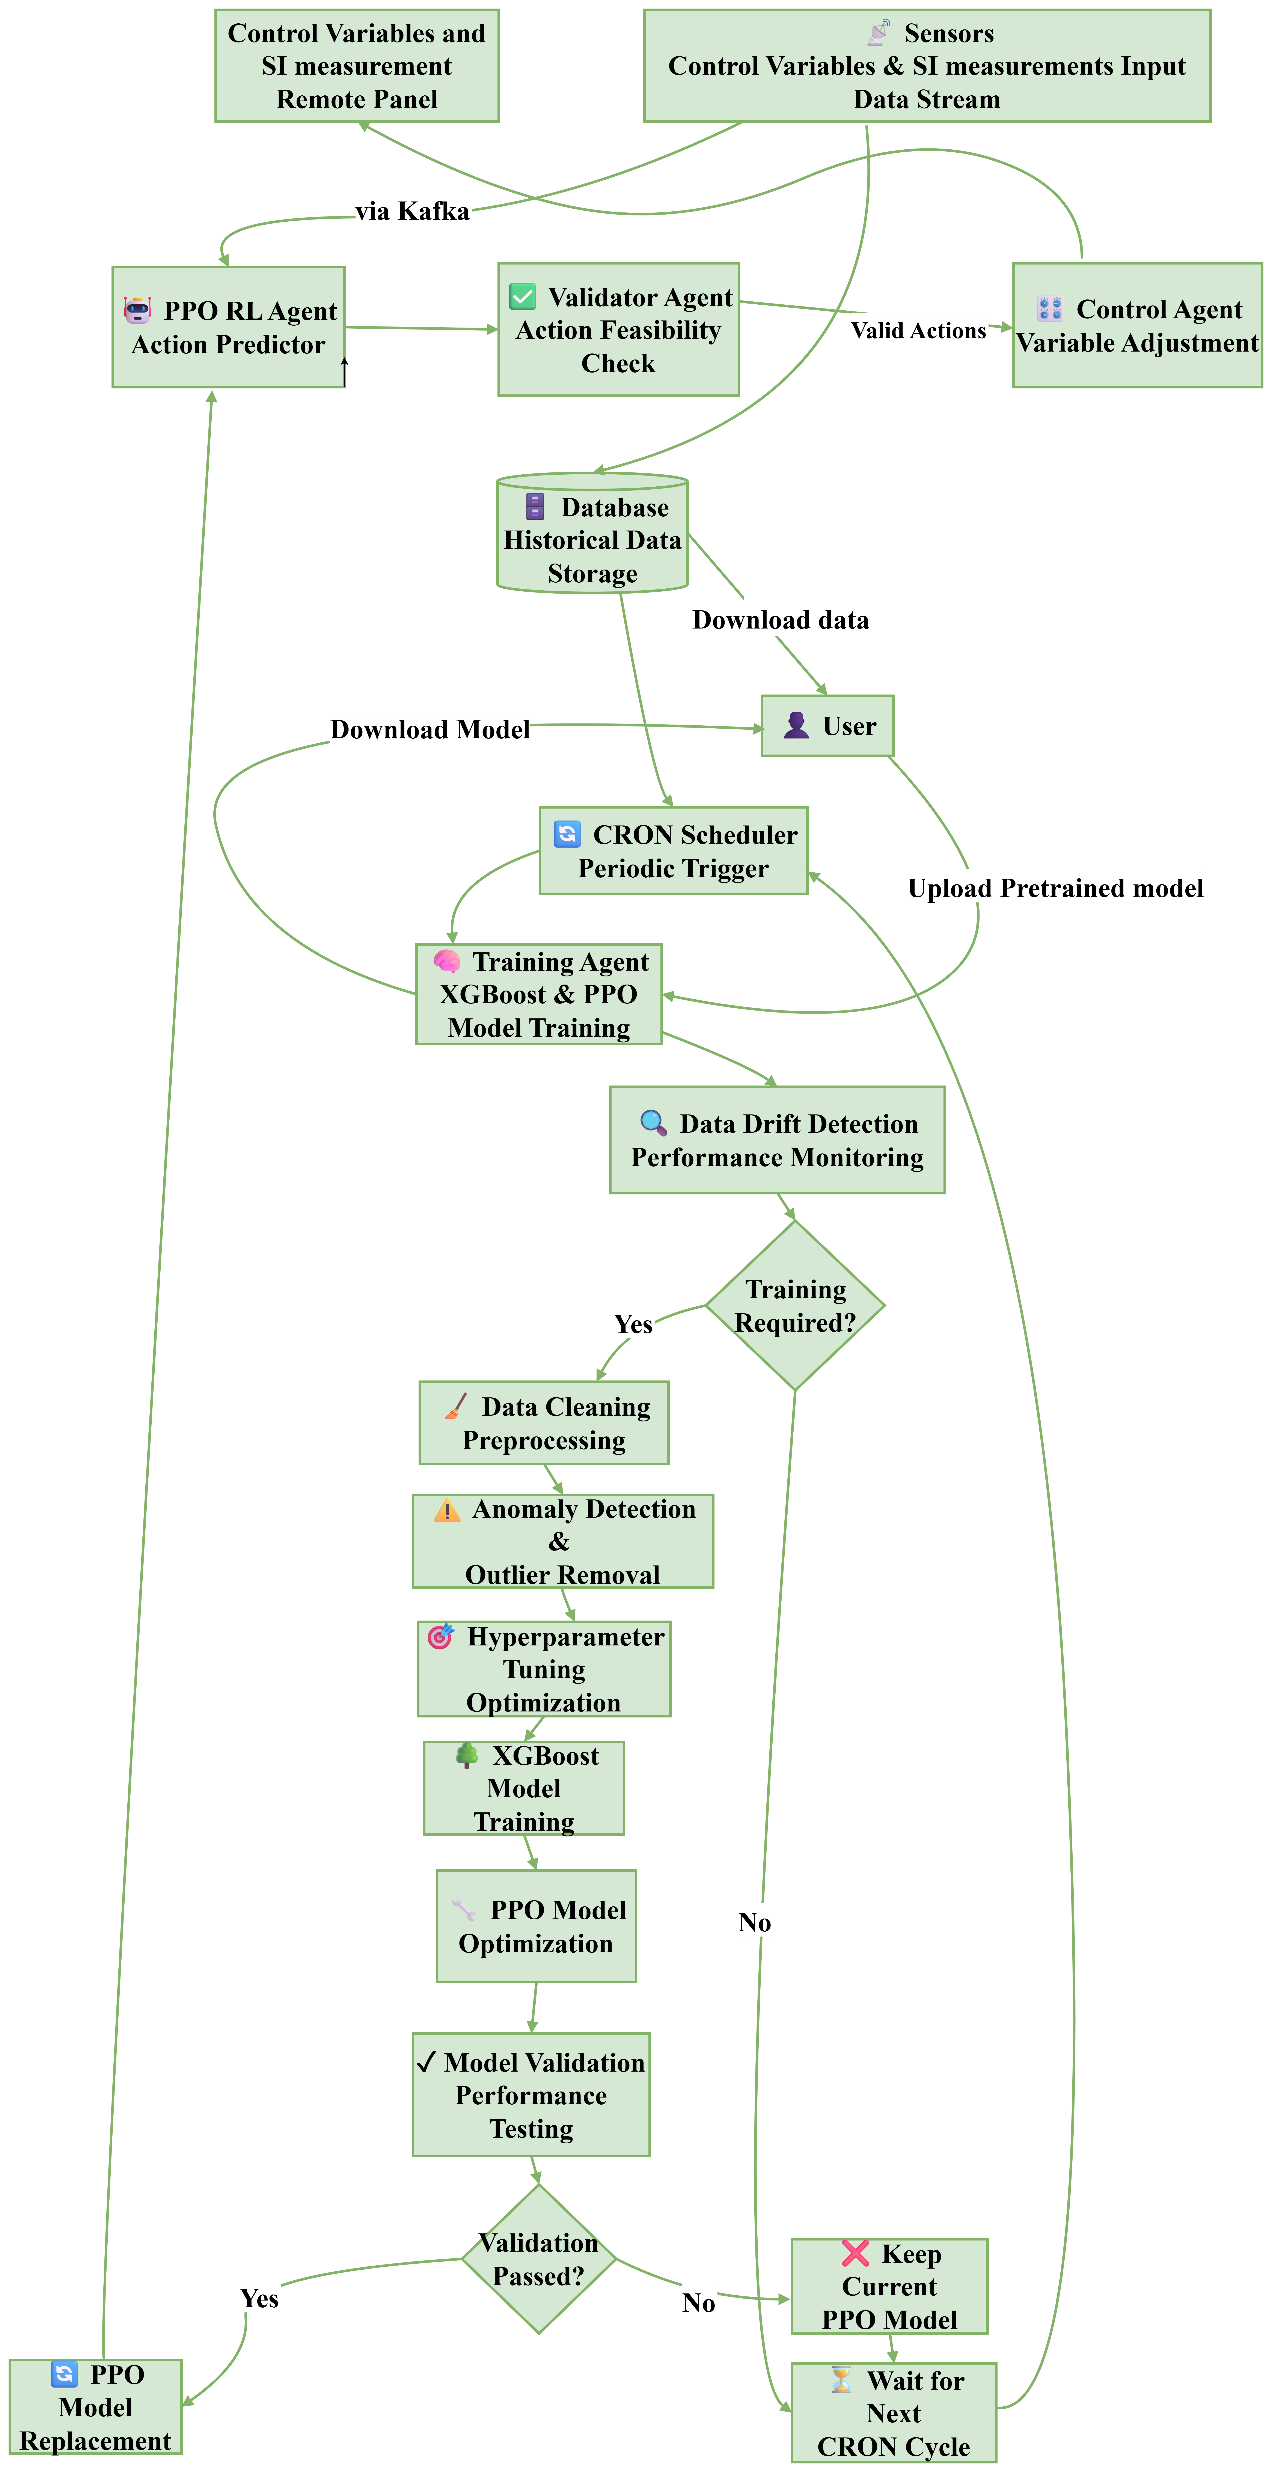 Control Variables and
SI measurement
Remote Panel
Sensors
Control Variables & SI measurements Input
Data Stream
via Kafka
PPO RL Agent
Action Predictor
Validator Agent
Action Feasibility
Check
Valid Actions
Control Agent
Variable Adjustment
Database
Historical Data
Storage
Download data
Download Model
User
CRON Scheduler
Periodic Trigger
Upload Pretrained model
Training Agent
XGBoost & PPO
Model Training
Data Drift Detection
Performance Monitoring
Training
Required?
Yes
Data Cleaning
Preprocessing
Anomaly Detection
&
Outlier Removal
Hyperparameter
Tuning
Optimization
XGBoost
Model
Training
PPO Model
Optimization
No
Model Validation
Performance
Testing
Validation
Passed?
Yes
No
Keep
Current
PPO Model
PPO
Model
Replacement
Wait for
Next
CRON Cycle